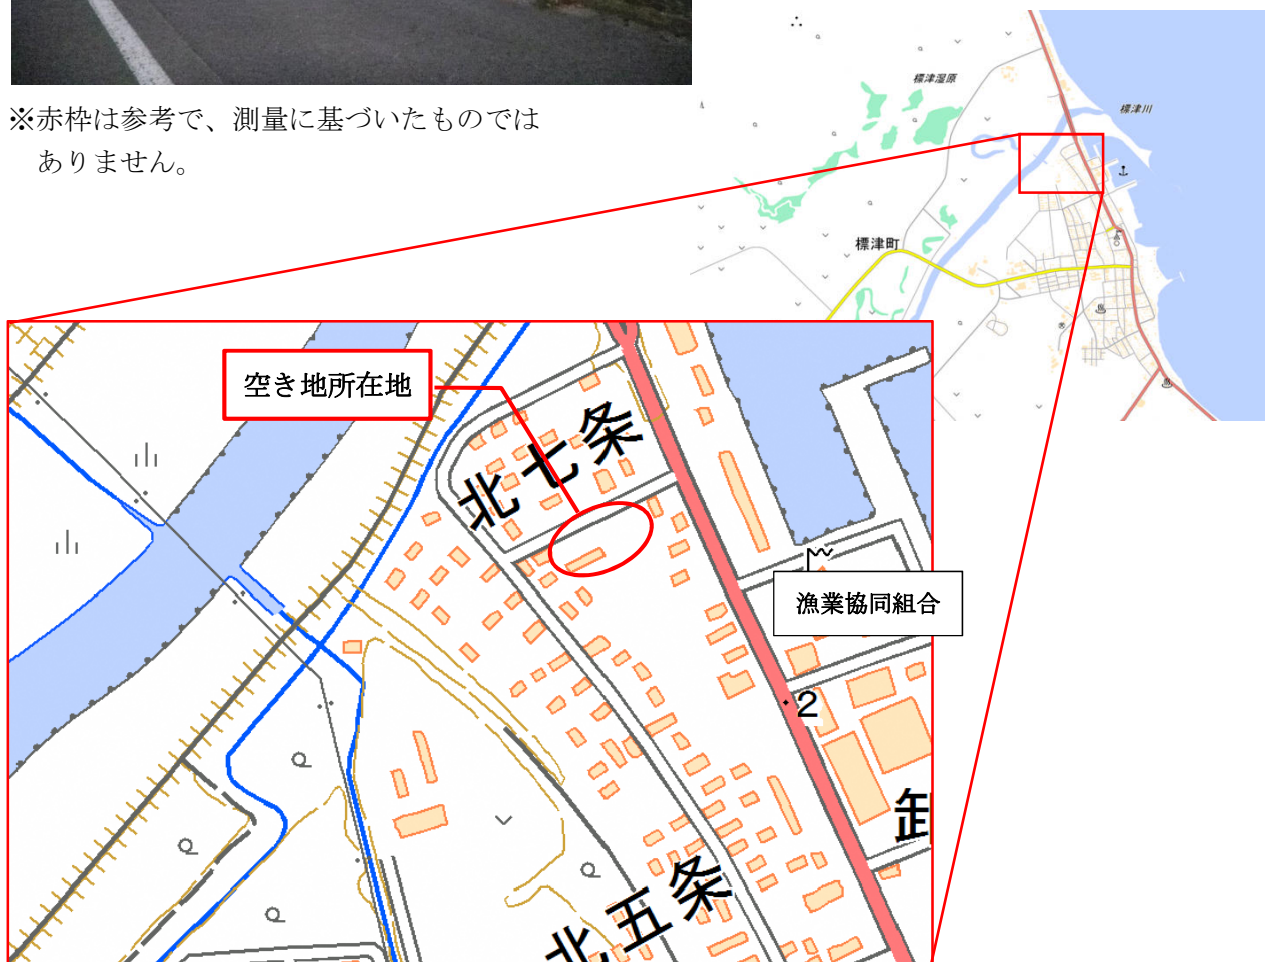 ※赤枠は参考で、測量に基づいたものでは
ありません。
標津湿原
標津川
標津町
空き地所在地
北七条
漁業協同組合
2
卸
北五条